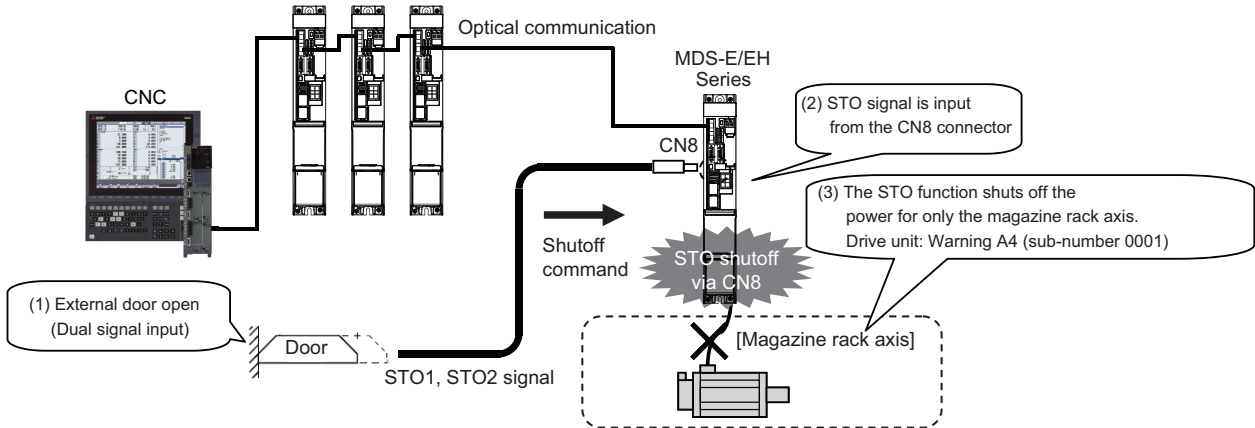 Optical communication
MDS-E/EH
Series
CNC
(2) STO signal is input
from the CN8 connector
CN8
(3) The STO function shuts off the
power for only the magazine rack axis.
Drive unit: Warning A4 (sub-number 0001)
Shutoff
command
STO shutoff
via CN8
(1) External door open
(Dual signal input)
Door
[Magazine rack axis]
STO1, STO2 signal